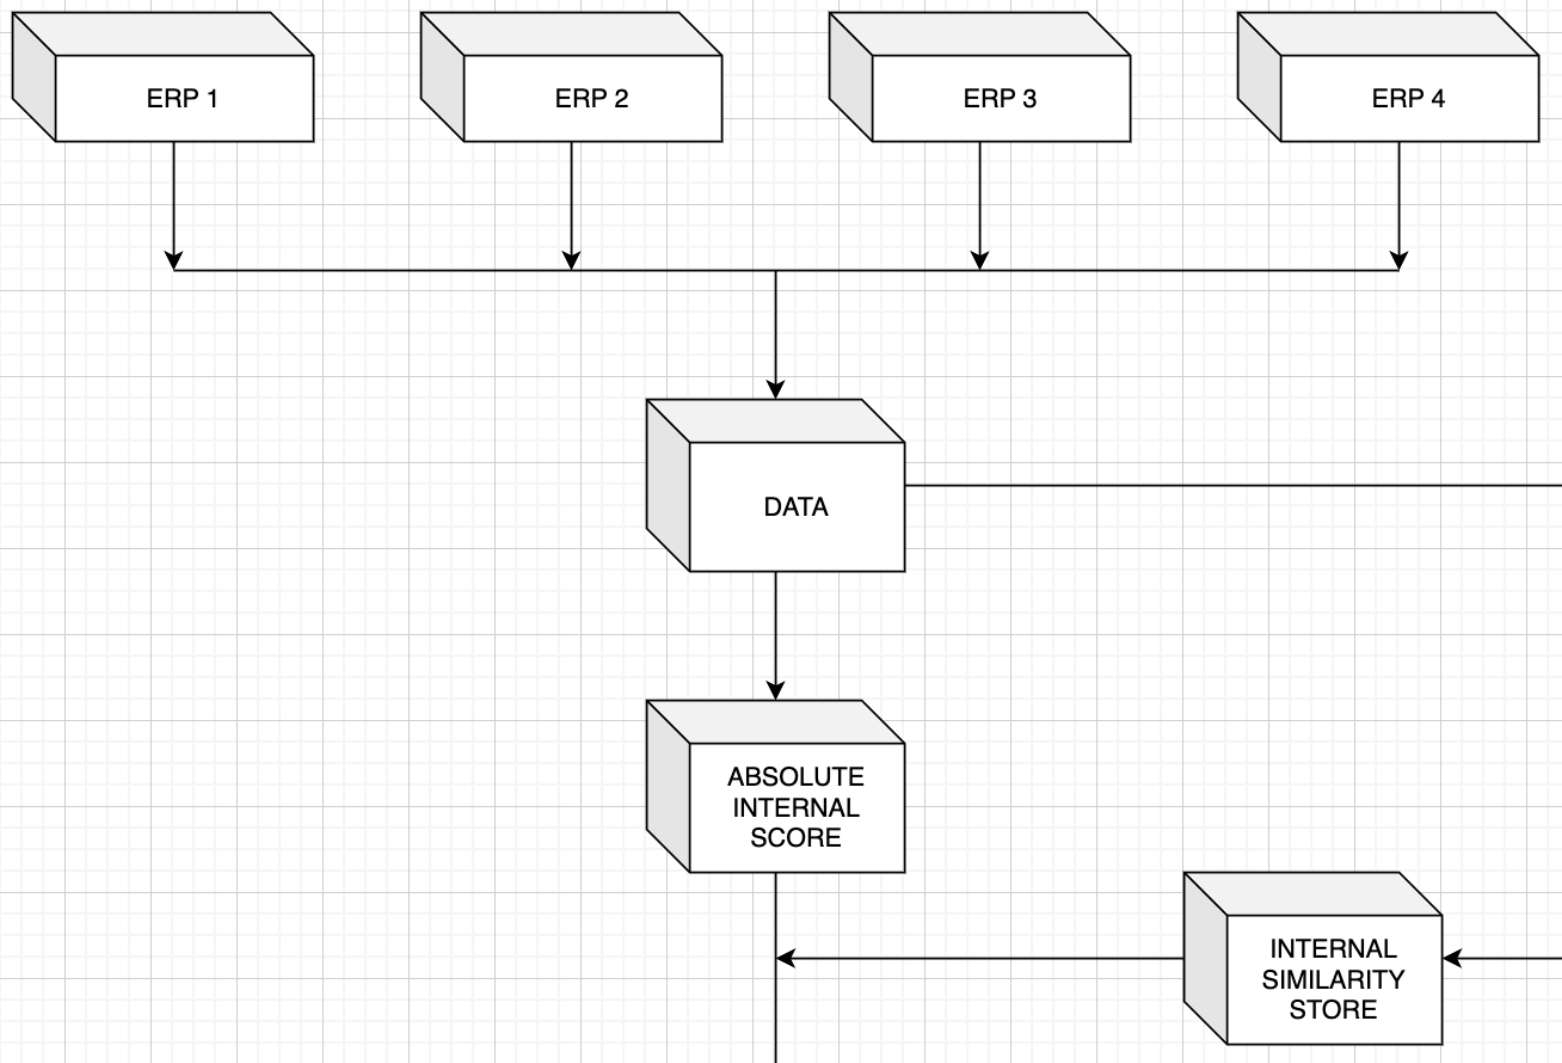 ERP 1
ERP 2
ERP 3
ERP 4
DATA
ABSOLUTE
INTERNAL
SCORE
INTERNAL
SIMILARITY
STORE